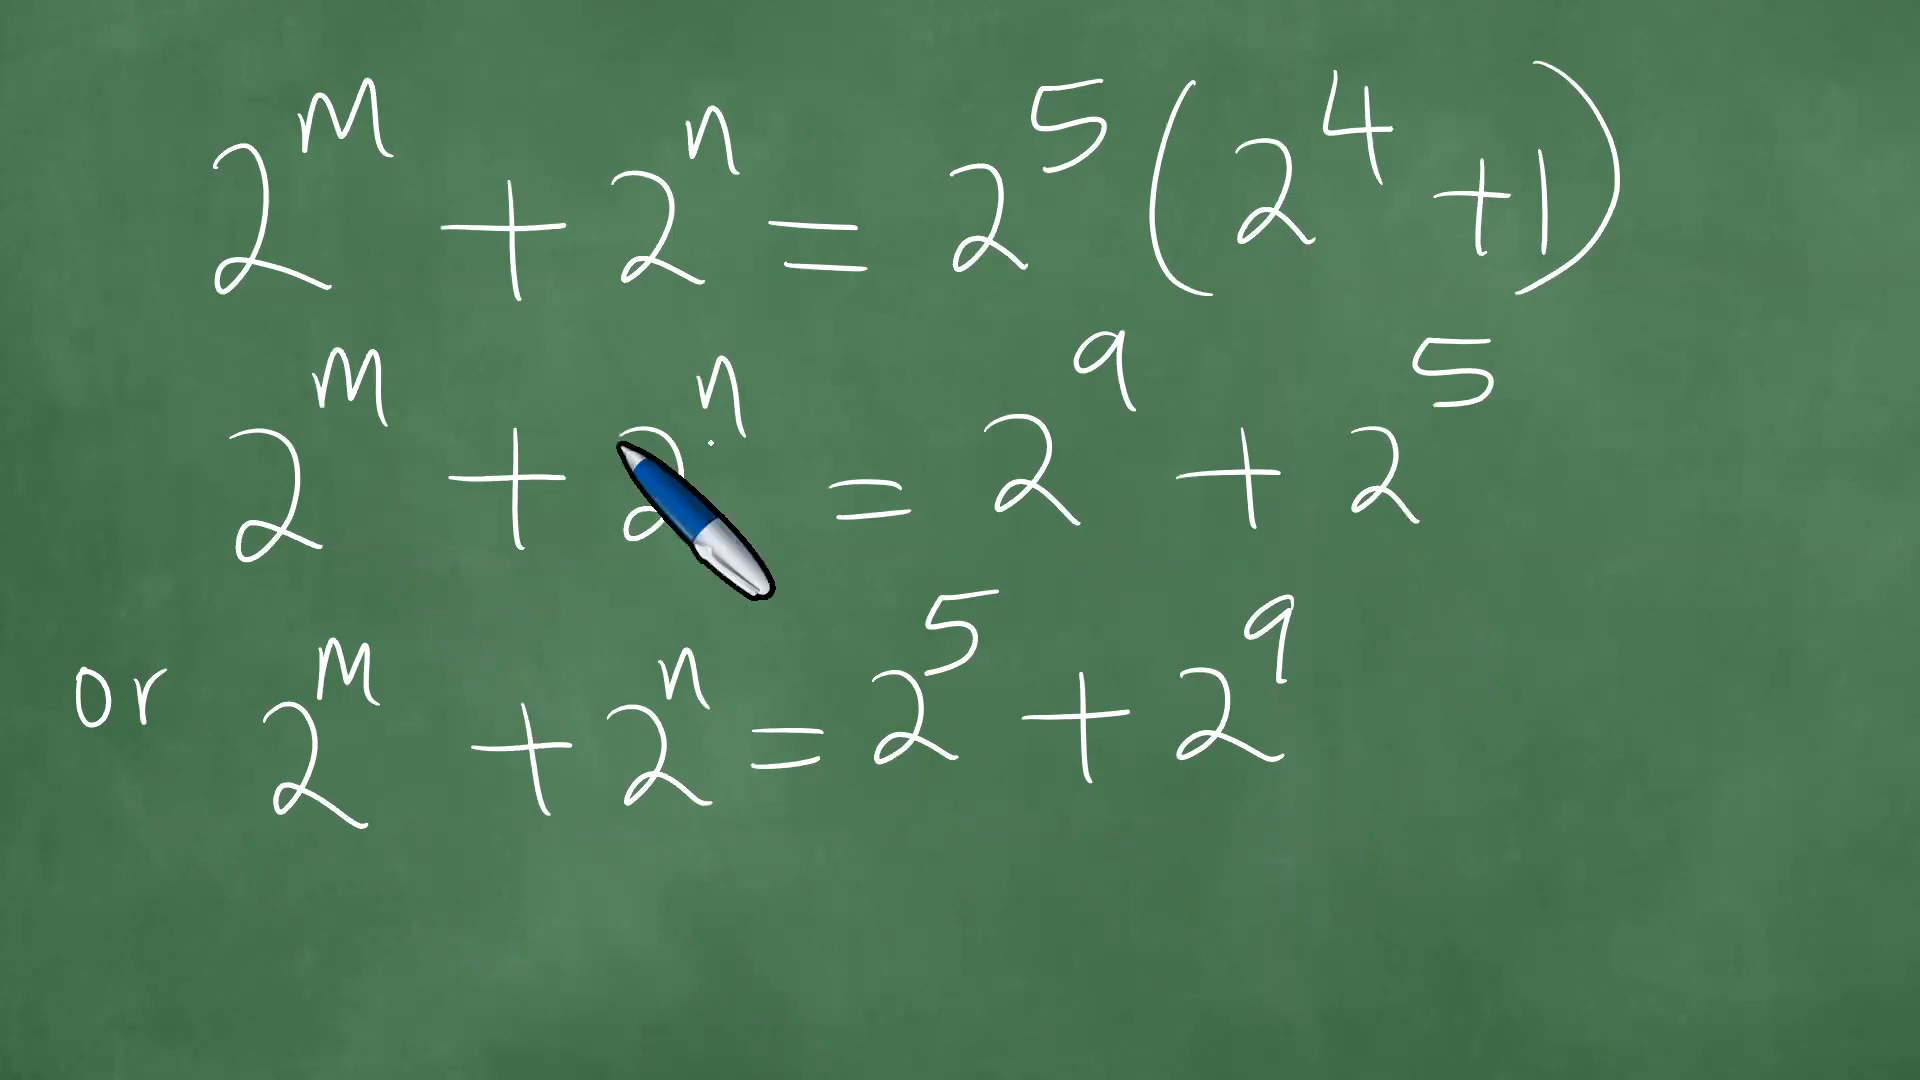 2^m + 2^n = 2^5 (2^4 + 1)
2^m + 2^n = 2^9 + 2^5
or 2^m + 2^n = 2^5 + 2^9